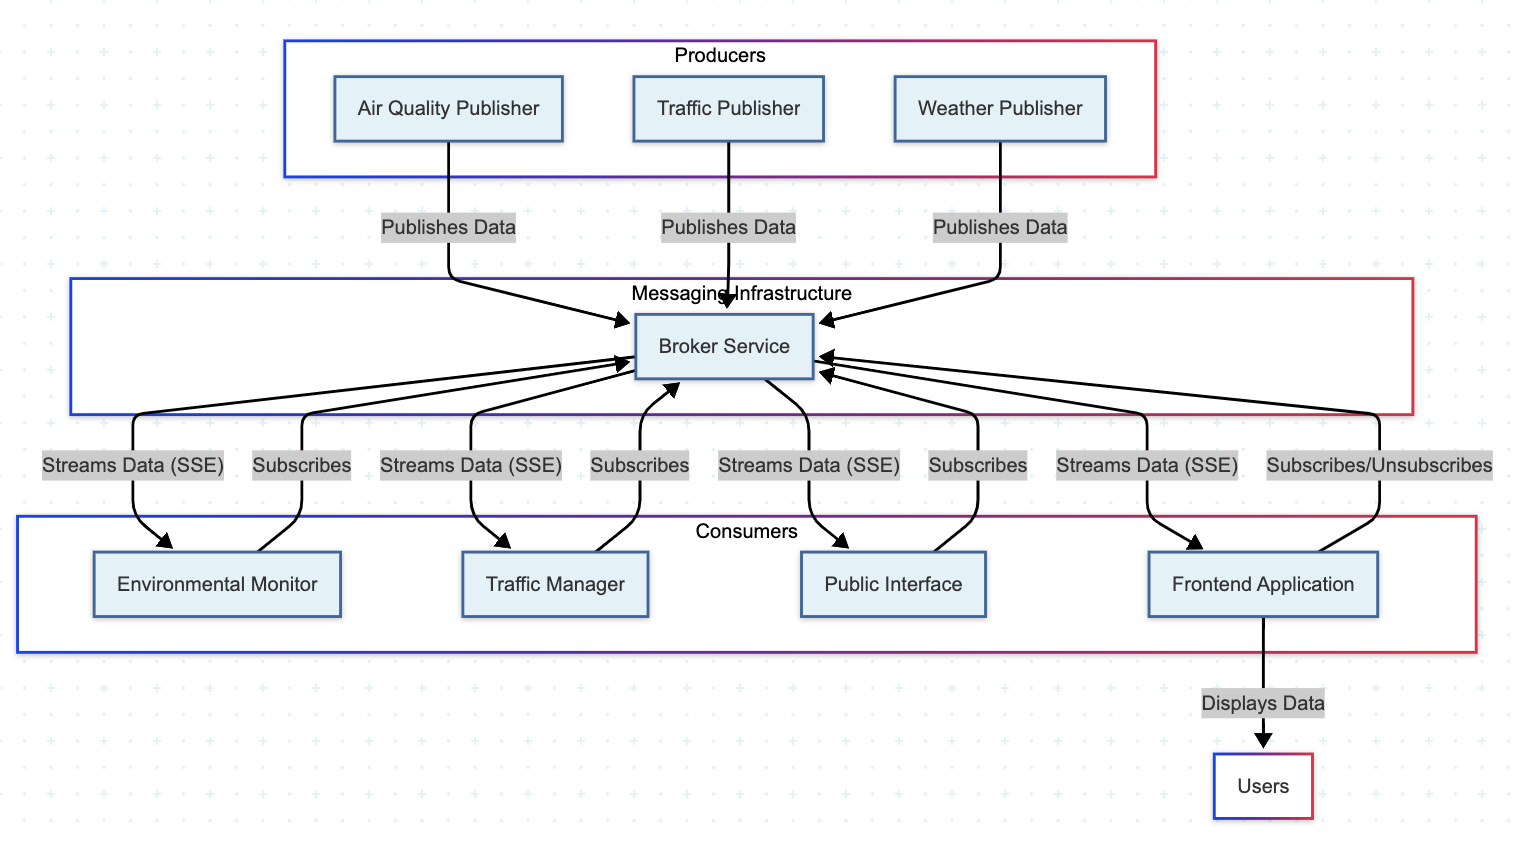 Producers
Air Quality Publisher
Traffic Publisher
Weather Publisher
Publishes Data
Publishes Data
Publishes Data
Messaging Infrastructure
Broker Service
Streams Data (SSE)
Subscribes
Streams Data (SSE)
Subscribes
Streams Data (SSE)
Subscribes
Streams Data (SSE)
Subscribes/Unsubscribes
Consumers
Environmental Monitor
Traffic Manager
Public Interface
Frontend Application
Displays Data
Users